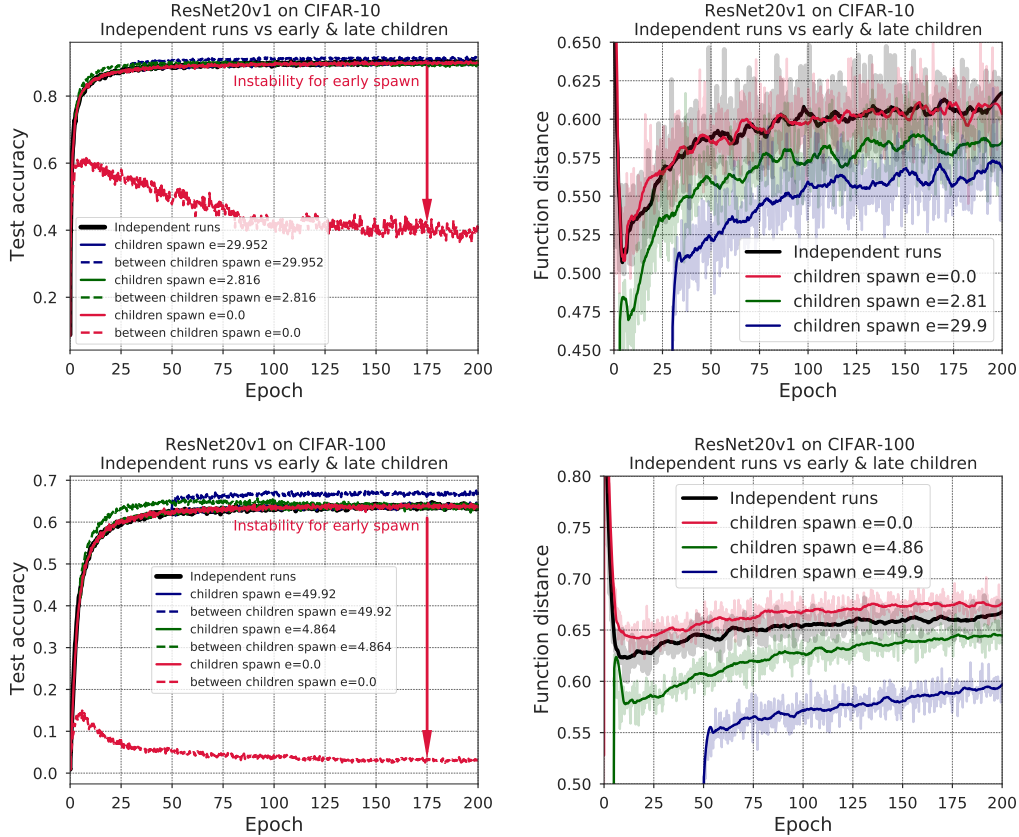 ResNet20v1 on CIFAR-10
Independent runs vs early & late children
Test accuracy
0.8
0.6
0.4
0.2
Instability for early spawn
Independent runs
children spawn e=29.952
between children spawn e=29.952
children spawn e=2.816
between children spawn e=2.816
children spawn e=0.0
between children spawn e=0.0
0 25 50 75 100 125 150 175 200
Epoch
ResNet20v1 on CIFAR-10
Independent runs vs early & late children
Function distance
0.650
0.625
0.600
0.575
0.550
0.525
0.500
0.475
0.450
Independent runs
children spawn e=0.0
children spawn e=2.81
children spawn e=29.9
0 25 50 75 100 125 150 175 200
Epoch
ResNet20v1 on CIFAR-100
Independent runs vs early & late children
Test accuracy
0.7
0.6
0.5
0.4
0.3
0.2
0.1
0.0
Instability for early spawn
Independent runs
children spawn e=49.92
between children spawn e=49.92
children spawn e=4.864
between children spawn e=4.864
children spawn e=0.0
between children spawn e=0.0
0 25 50 75 100 125 150 175 200
Epoch
ResNet20v1 on CIFAR-100
Independent runs vs early & late children
Function distance
0.80
0.75
0.70
0.65
0.60
0.55
0.50
Independent runs
children spawn e=0.0
children spawn e=4.86
children spawn e=49.9
0 25 50 75 100 125 150 175 200
Epoch